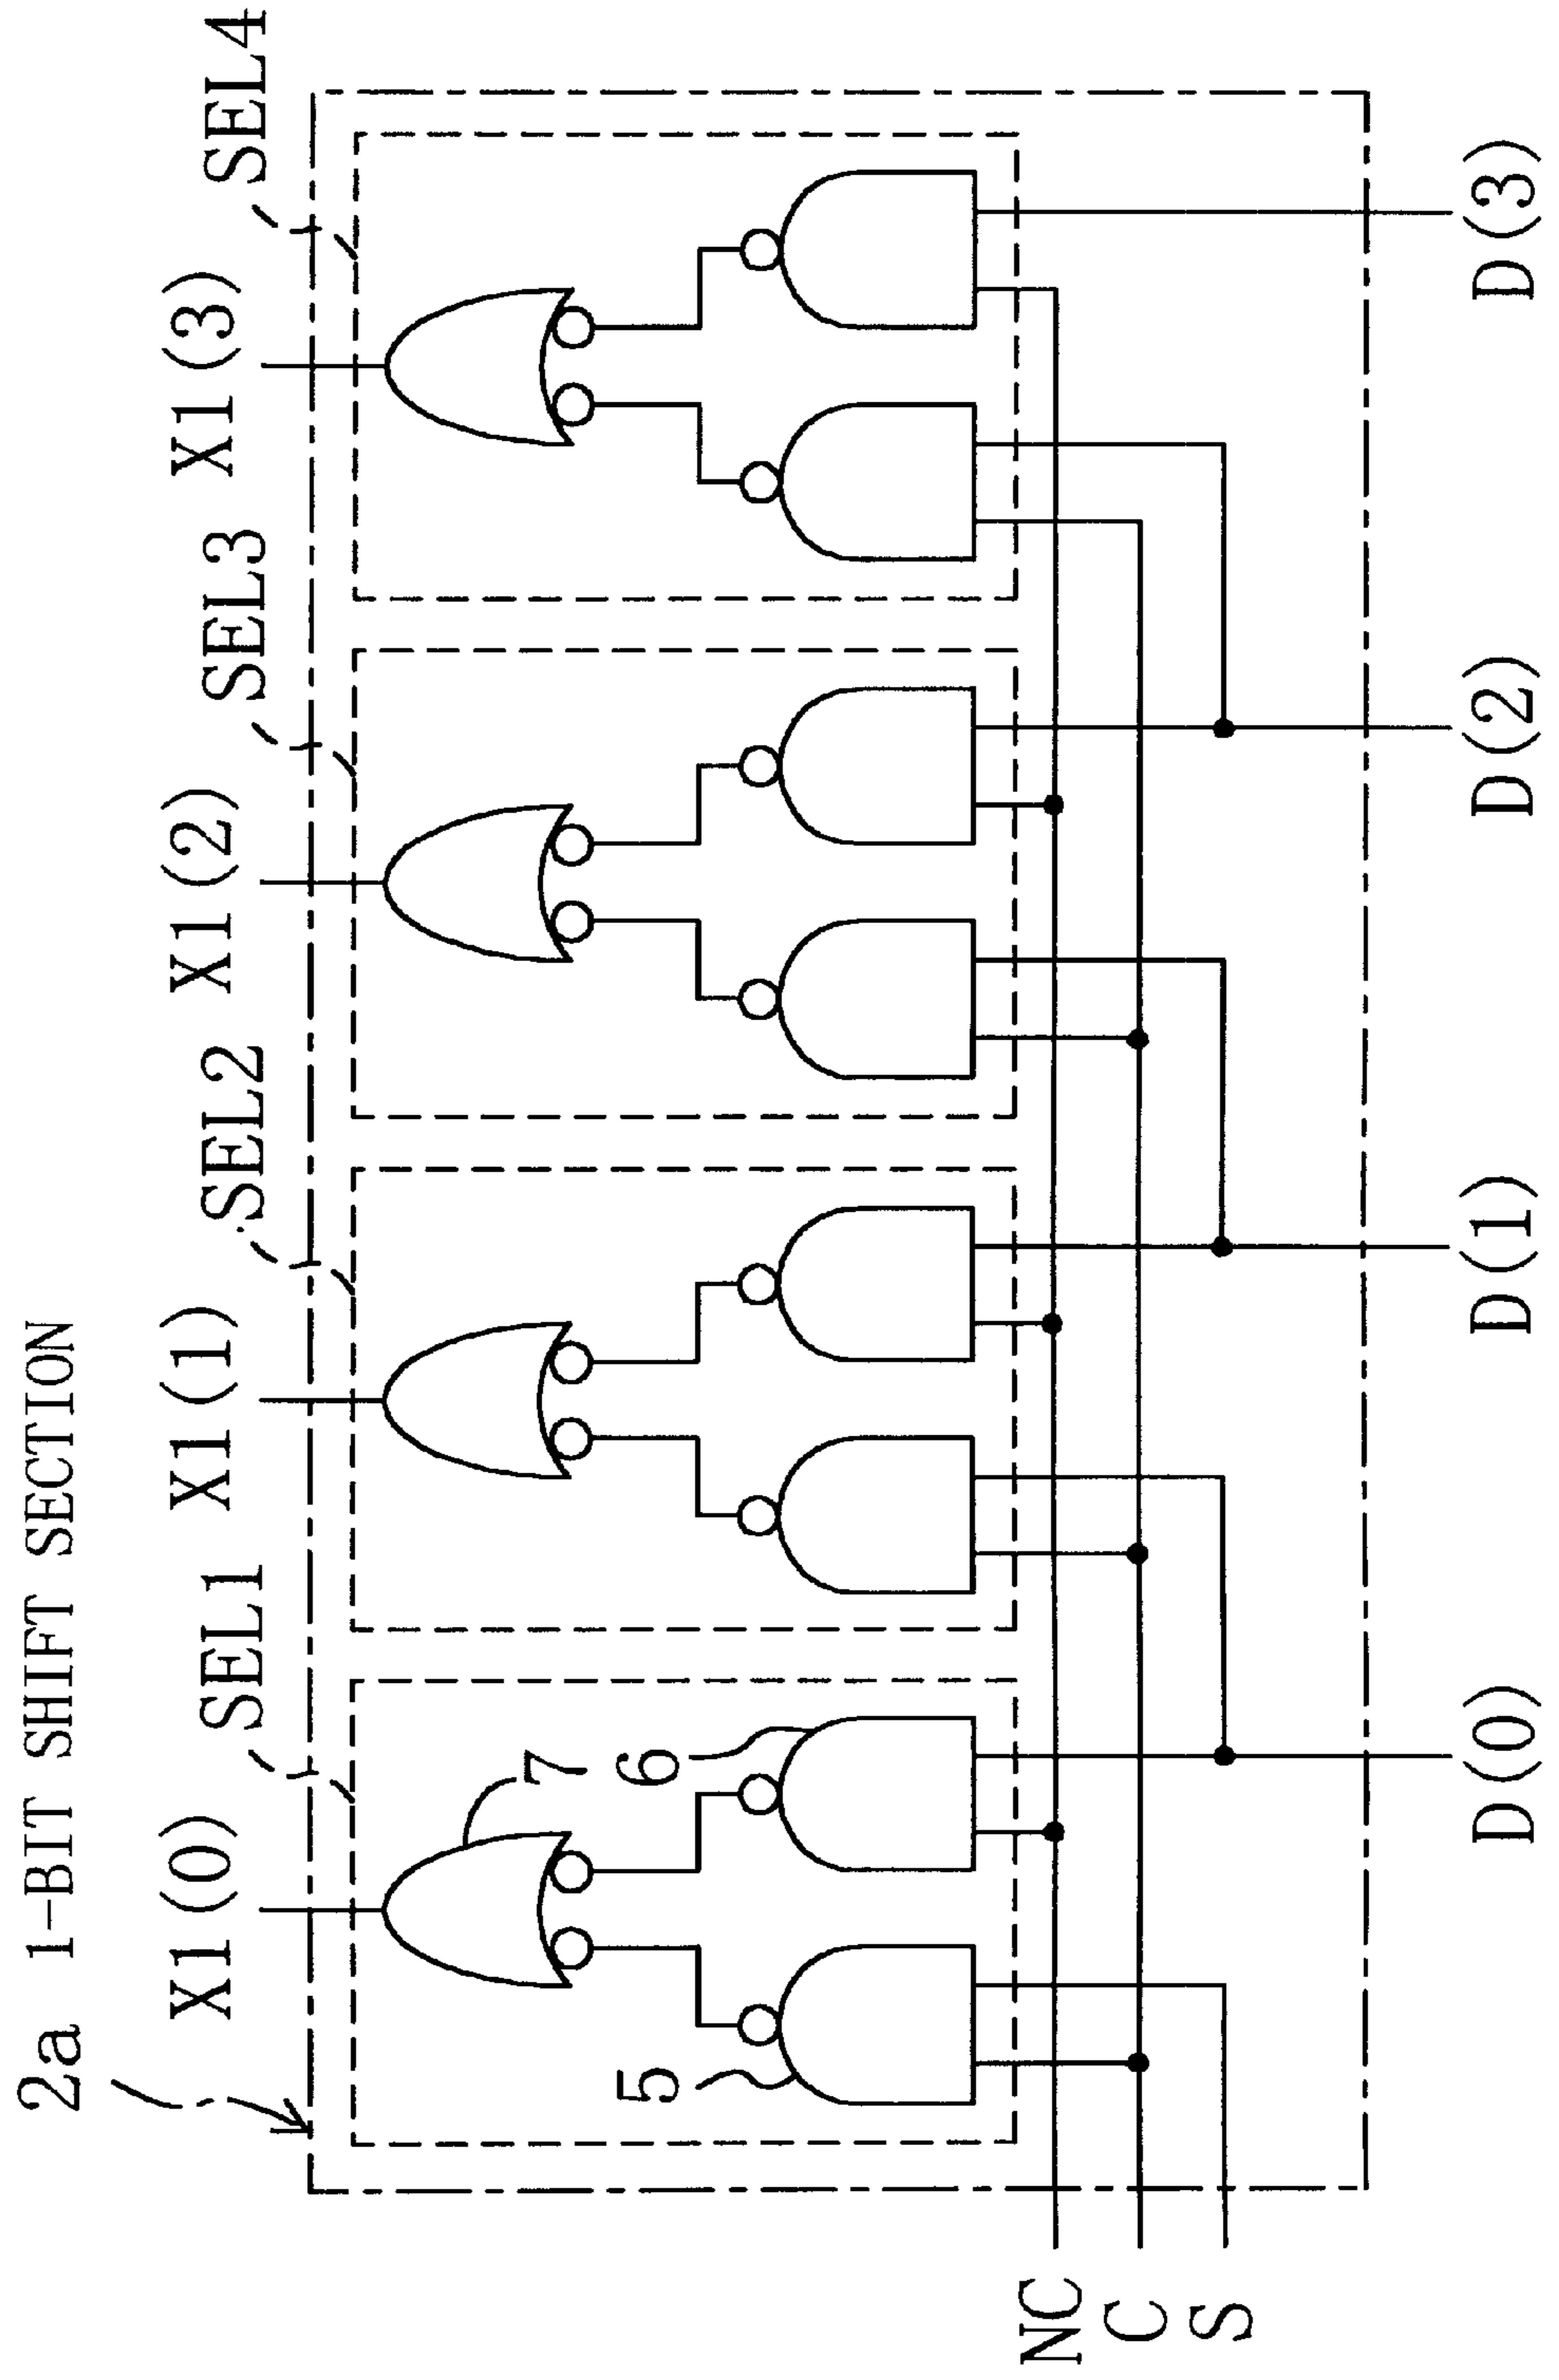 2a 1-BIT SHIFT SECTION
X1(0) SEL1 X1(1) SEL2 X1(2) SEL3 X1(3) SEL4
7
5 6
NC
C
S
D(0) D(1) D(2) D(3)